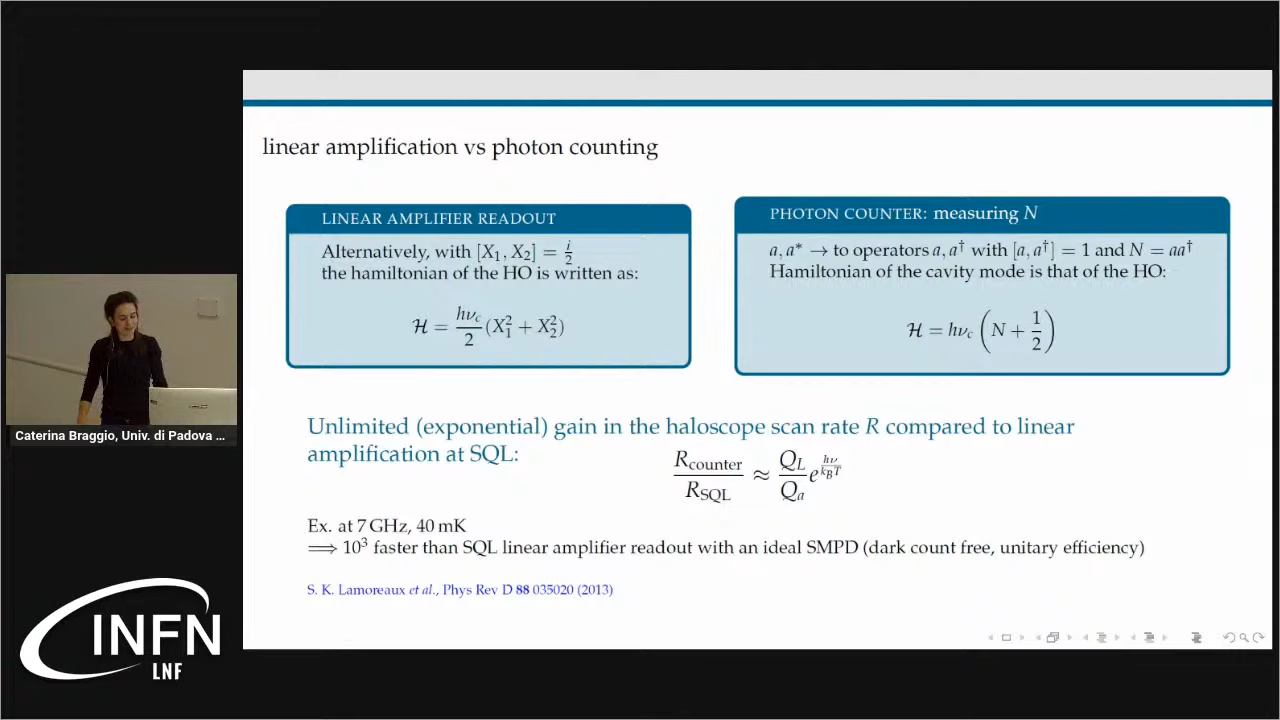 linear amplification vs photon counting
LINEAR AMPLIFIER READOUT
Alternatively, with [X₁, X₂] = i/2
the hamiltonian of the HO is written as:
ℋ = hν_c/2 (X₁² + X₂²)
PHOTON COUNTER: measuring N
a, a* → to operators a, a† with [a, a†] = 1 and N = aa†
Hamiltonian of the cavity mode is that of the HO:
ℋ = hν_c (N + 1/2)
Unlimited (exponential) gain in the haloscope scan rate R compared to linear
amplification at SQL:
R_counter/R_SQL ≈ Q_L/Q_a e^(hν/k_BT)
Ex. at 7 GHz, 40 mK
⟹ 10³ faster than SQL linear amplifier readout with an ideal SMPD (dark count free, unitary efficiency)
S. K. Lamoreaux et al., Phys Rev D 88 035020 (2013)
Caterina Braggio, Univ. di Padova ...
INFN
LNF